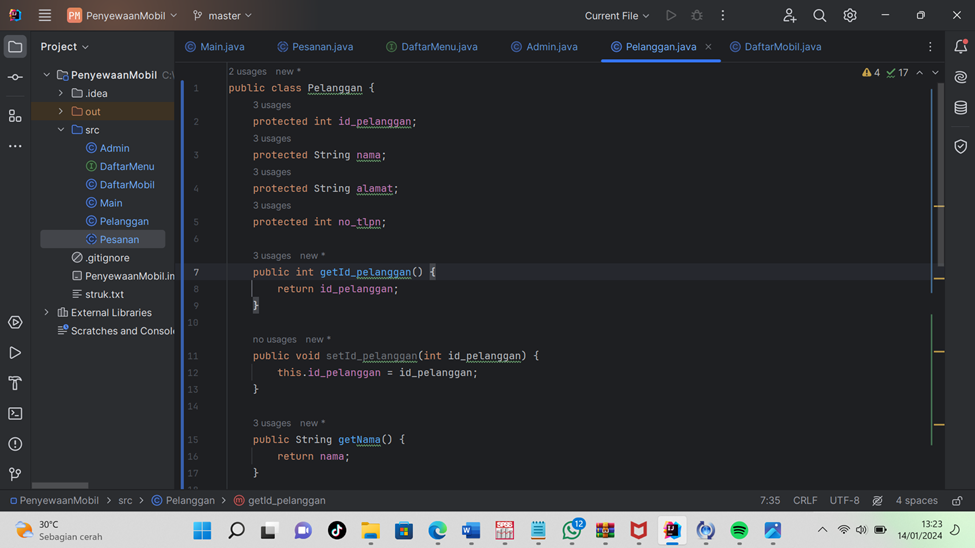 PM PenyewaanMobil master Current File
Project
Main.java Pesanan.java DaftarMenu.java Admin.java Pelanggan.java DaftarMobil.java
PenyewaanMobil C:\
.idea
out
src
Admin
DaftarMenu
DaftarMobil
Main
Pelanggan
Pesanan
.gitignore
PenyewaanMobil.im
struk.txt
External Libraries
Scratches and Console
4 17
2 usages new *
1 public class Pelanggan {
3 usages
2 protected int id_pelanggan;
3 usages
3 protected String nama;
3 usages
4 protected String alamat;
3 usages
5 protected int no_tlpn;
6
3 usages new *
7 public int getId_pelanggan() {
8 return id_pelanggan;
9 }
10
no usages new *
11 public void setId_pelanggan(int id_pelanggan) {
12 this.id_pelanggan = id_pelanggan;
13 }
14
3 usages new *
15 public String getNama() {
16 return nama;
17 }
PenyewaanMobil > src > Pelanggan > getId_pelanggan
7:35 CRLF UTF-8 4 spaces
30°C
Sebagian cerah
12
13:23
14/01/2024